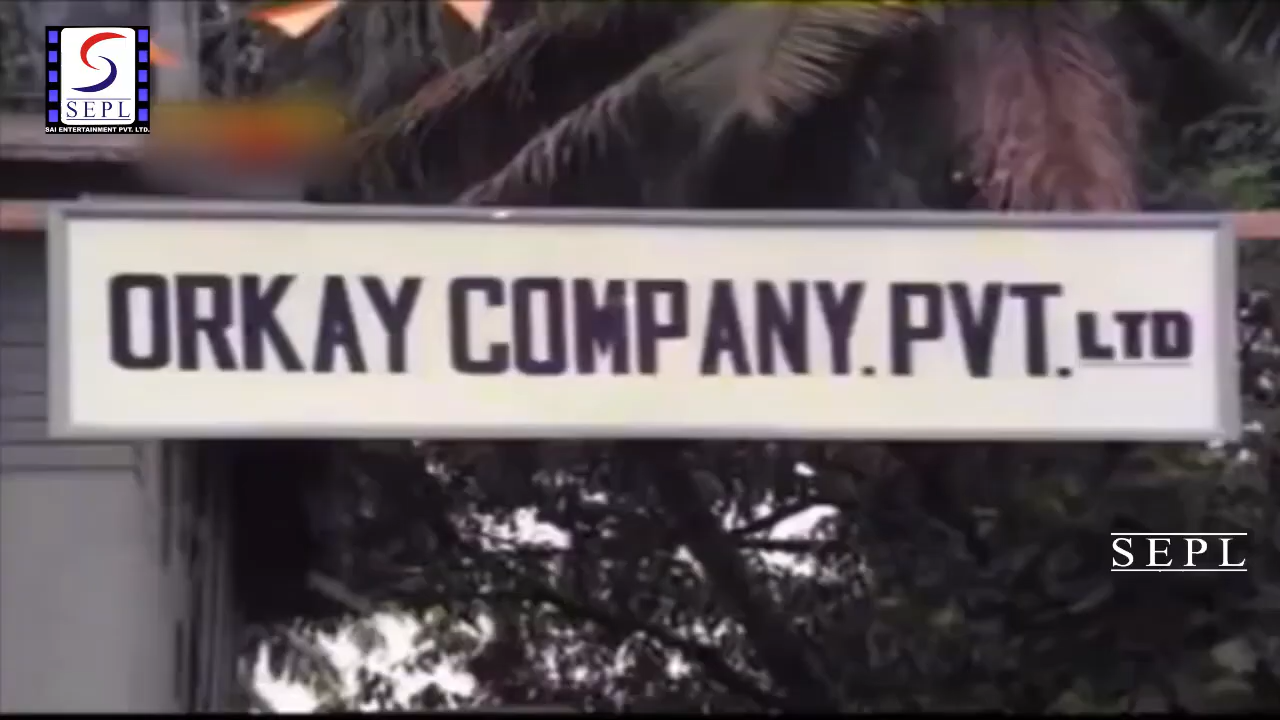 SEPL
SAI ENTERTAINMENT PVT. LTD.
ORKAY COMPANY. PVT. LTD
SEPL